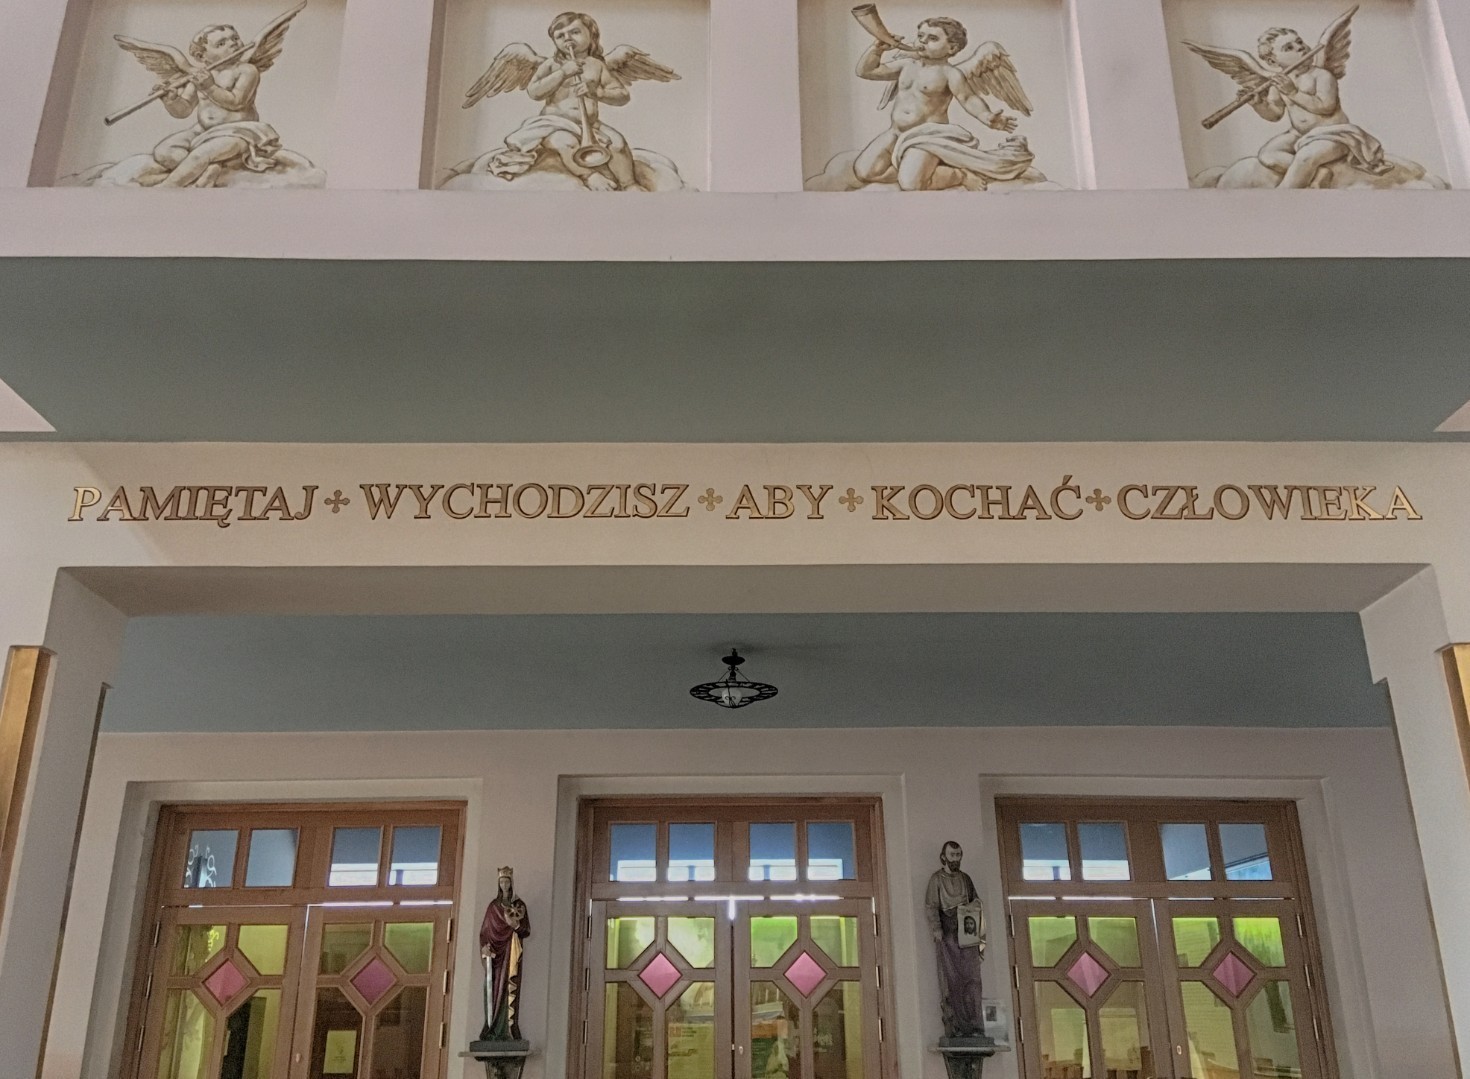 PAMIĘTAJ ✣ WYCHODZISZ ✣ ABY ✣ KOCHAĆ ✣ CZŁOWIEKA